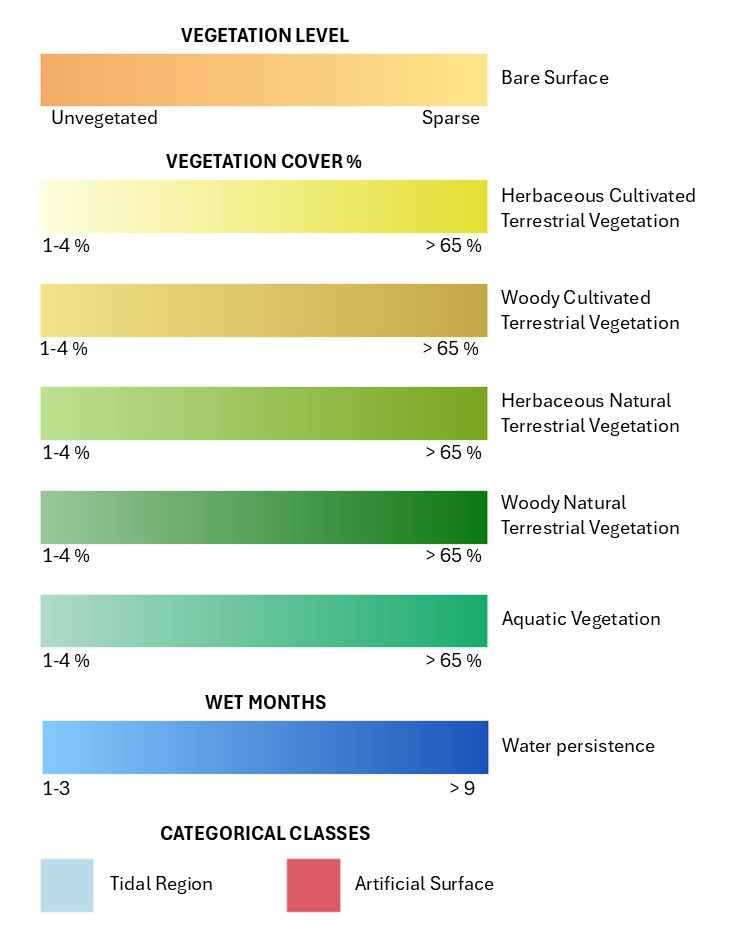 VEGETATION LEVEL
Bare Surface
Unvegetated Sparse
VEGETATION COVER %
Herbaceous Cultivated
Terrestrial Vegetation
1-4 % > 65 %
Woody Cultivated
Terrestrial Vegetation
1-4 % > 65 %
Herbaceous Natural
Terrestrial Vegetation
1-4 % > 65 %
Woody Natural
Terrestrial Vegetation
1-4 % > 65 %
Aquatic Vegetation
1-4 % > 65 %
WET MONTHS
Water persistence
1-3 > 9
CATEGORICAL CLASSES
Tidal Region Artificial Surface